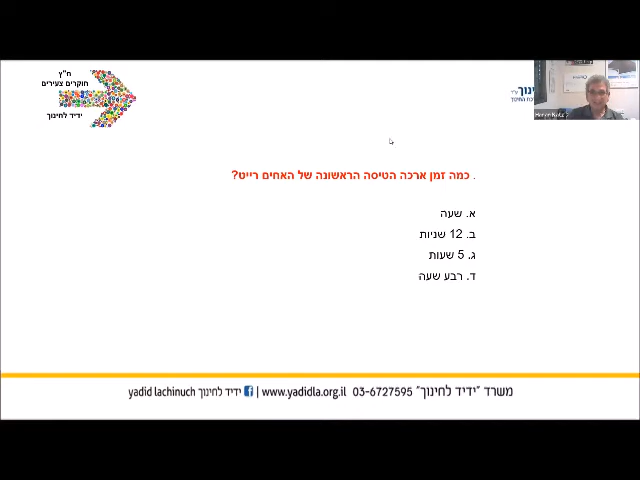 ח"ץ
חוקרים צעירים
ידיד לחינוך
. כמה זמן ארכה הטיסה הראשונה של האחים רייט?
א. שעה
ב. 12 שניות
ג. 5 שעות
ד. רבע שעה
משרד "ידיד לחינוך" 03-6727595 www.yadidla.org.il | ידיד לחינוך yadid lachinuch